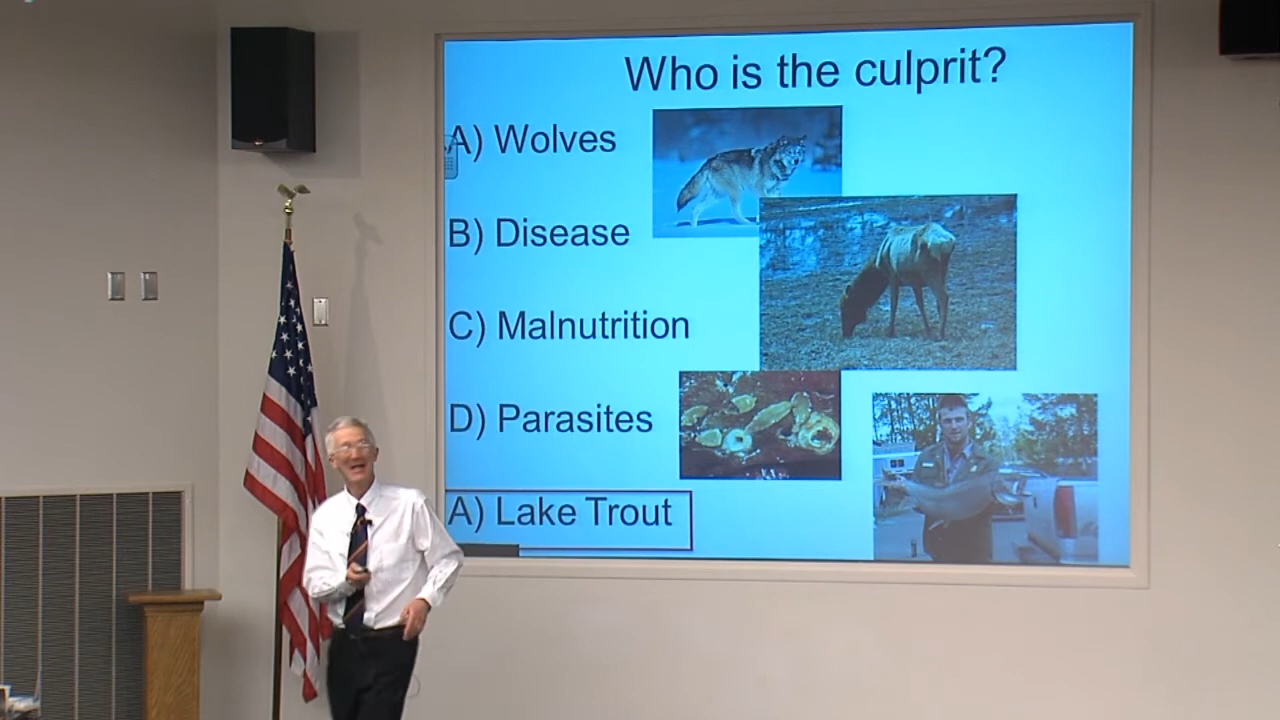 Who is the culprit?
A) Wolves
B) Disease
C) Malnutrition
D) Parasites
A) Lake Trout